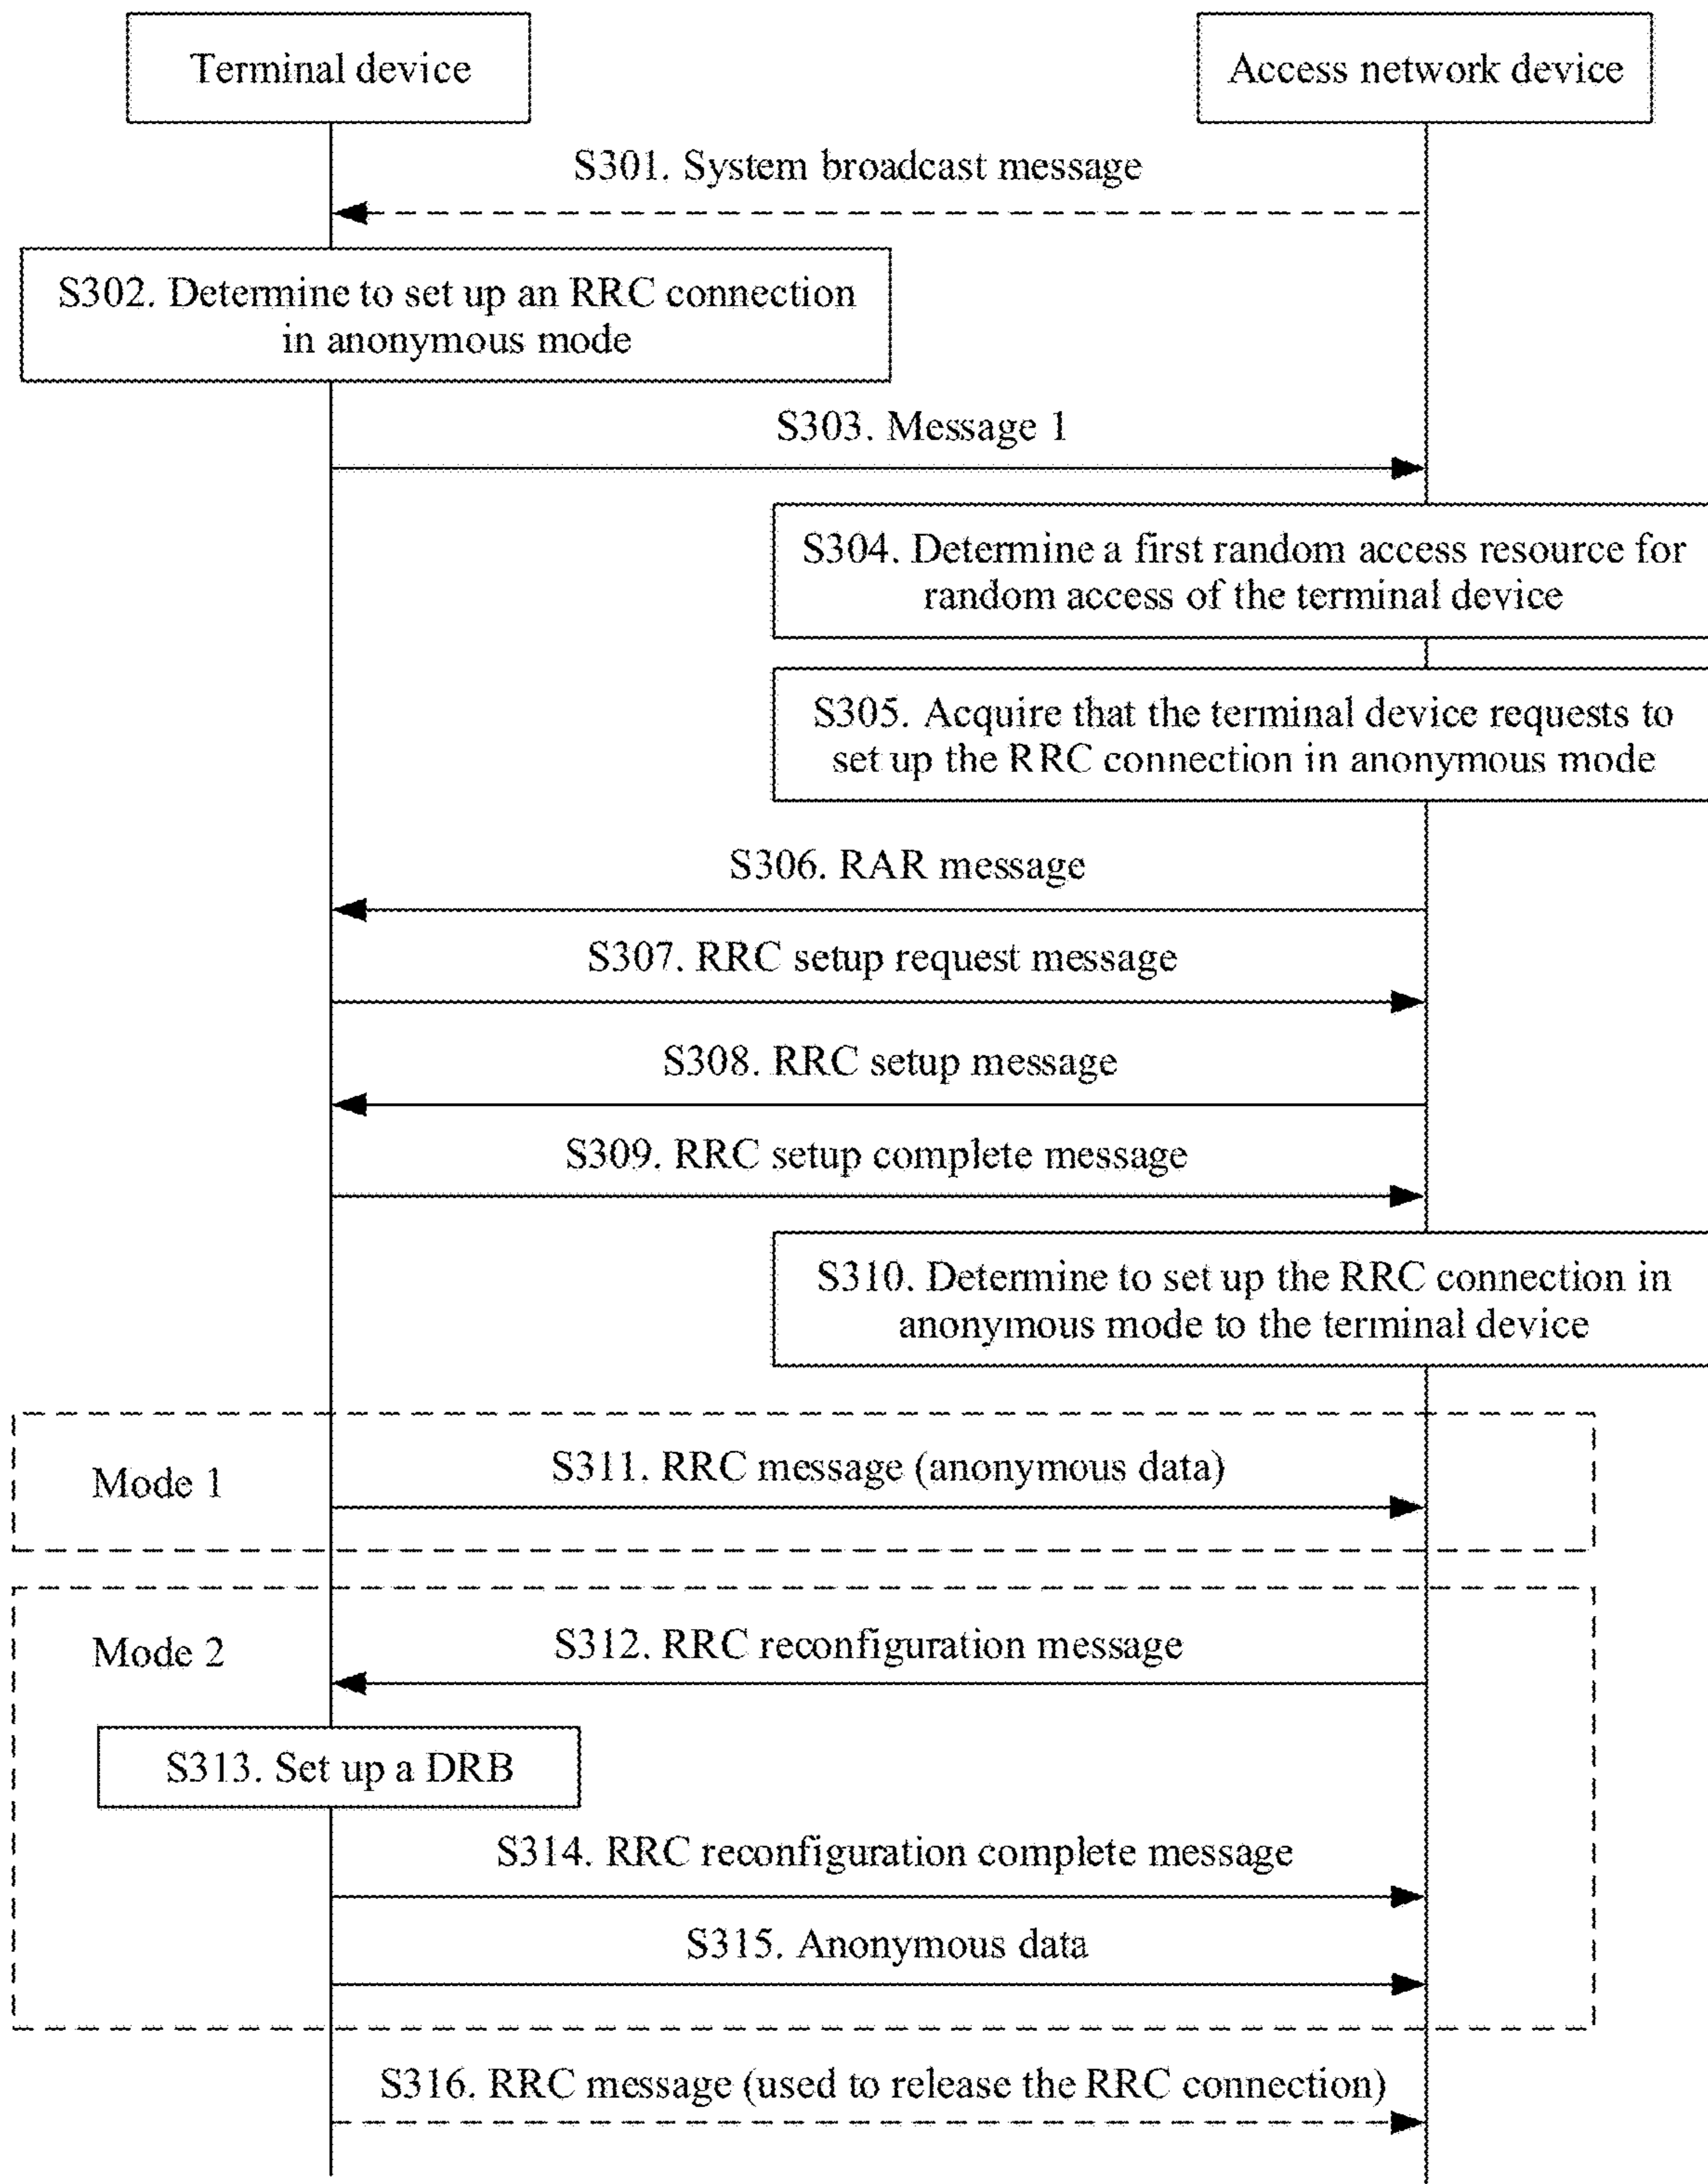 Terminal device
Access network device
S301. System broadcast message
S302. Determine to set up an RRC connection
in anonymous mode
S303. Message 1
S304. Determine a first random access resource for
random access of the terminal device
S305. Acquire that the terminal device requests to
set up the RRC connection in anonymous mode
S306. RAR message
S307. RRC setup request message
S308. RRC setup message
S309. RRC setup complete message
S310. Determine to set up the RRC connection in
anonymous mode to the terminal device
Mode 1
S311. RRC message (anonymous data)
Mode 2
S312. RRC reconfiguration message
S313. Set up a DRB
S314. RRC reconfiguration complete message
S315. Anonymous data
S316. RRC message (used to release the RRC connection)